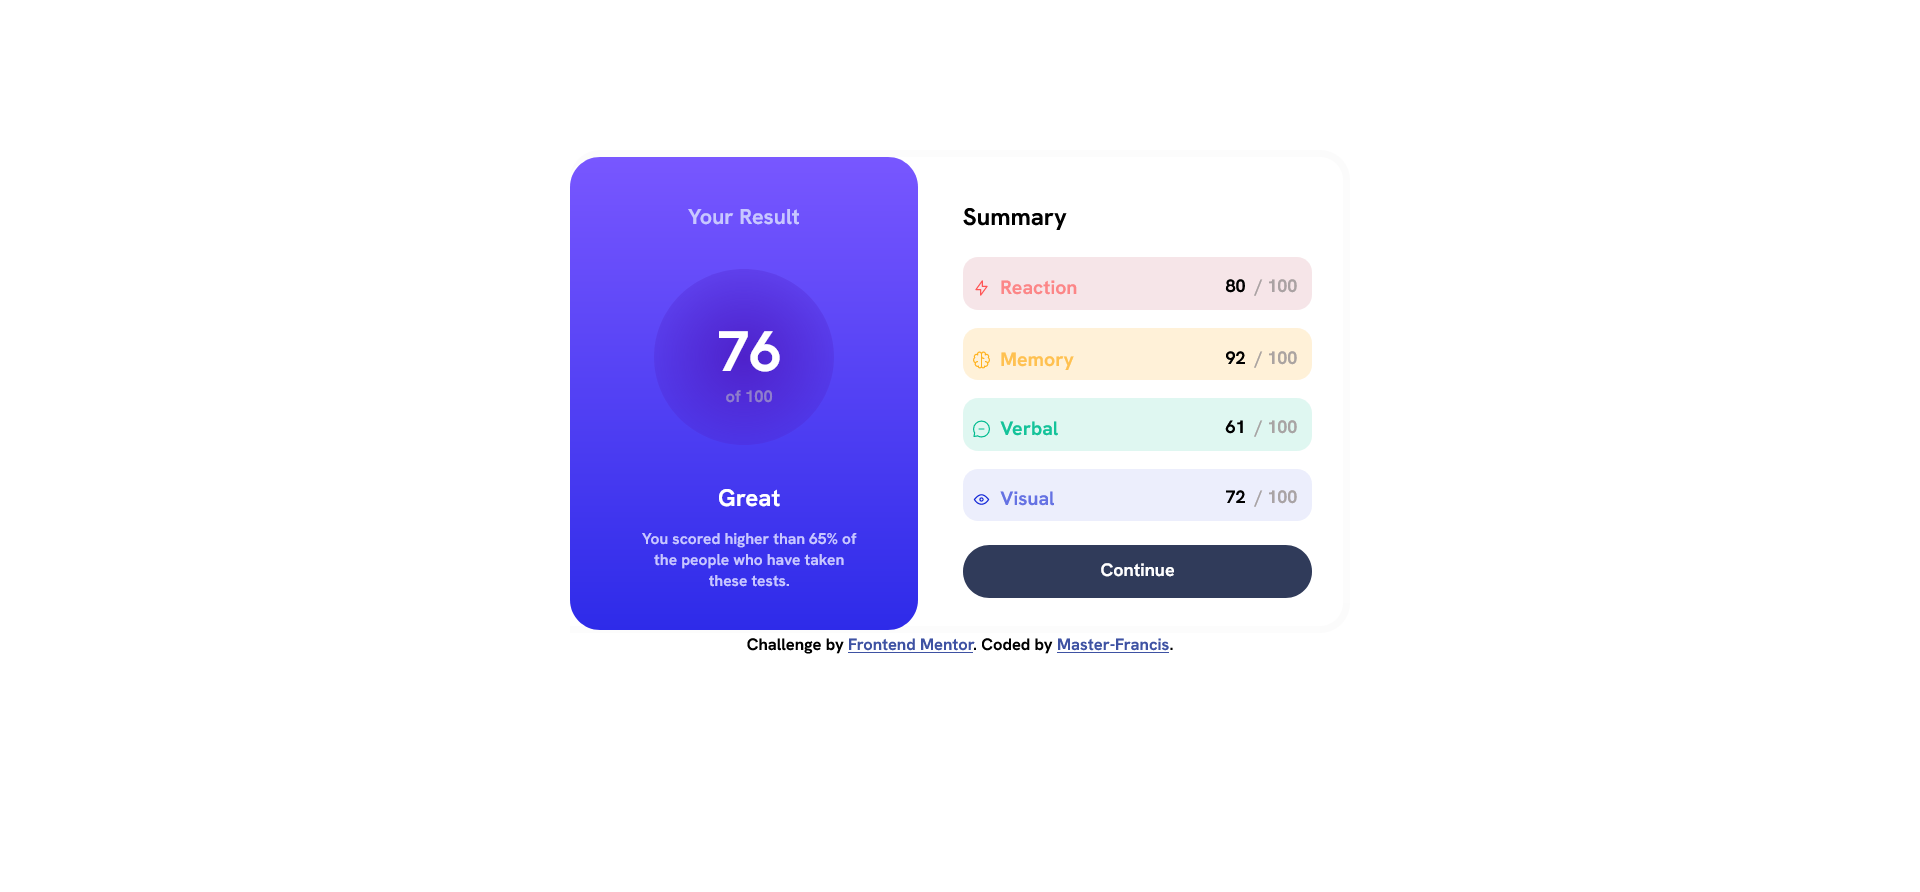 Your Result
76
of 100
Great
You scored higher than 65% of
the people who have taken
these tests.
Summary
Reaction 80 / 100
Memory 92 / 100
Verbal 61 / 100
Visual 72 / 100
Continue
Challenge by Frontend Mentor. Coded by Master-Francis.